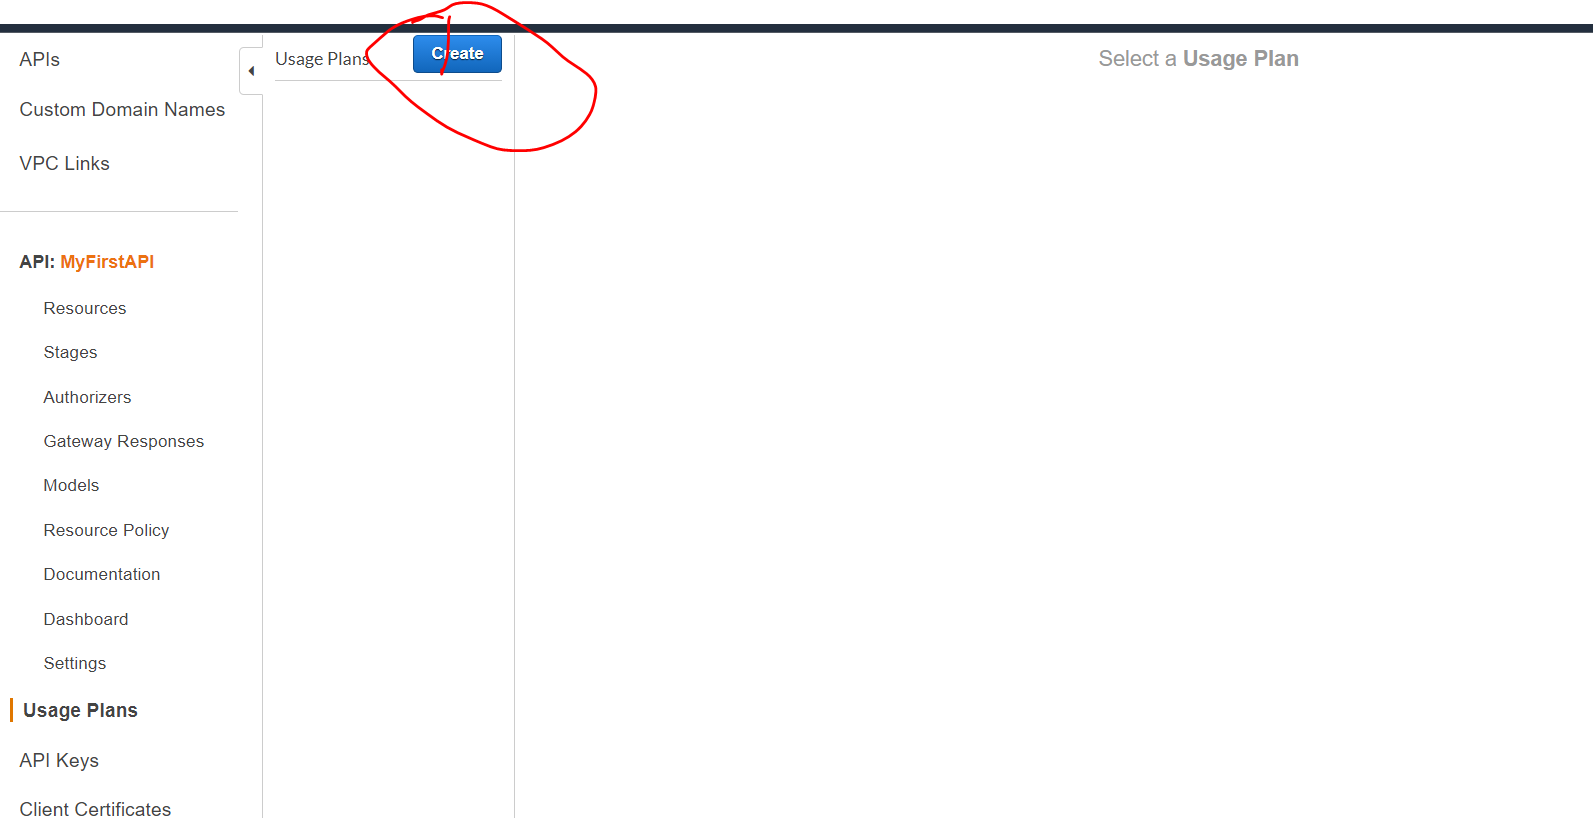 APIs
Custom Domain Names
VPC Links
API: MyFirstAPI
Resources
Stages
Authorizers
Gateway Responses
Models
Resource Policy
Documentation
Dashboard
Settings
Usage Plans
API Keys
Client Certificates
Usage Plans
Create
Select a Usage Plan